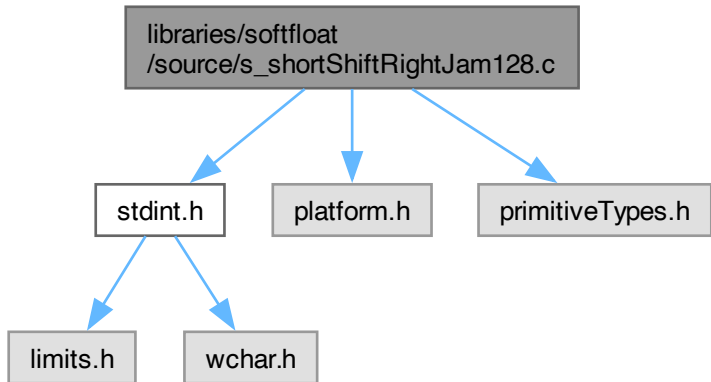 libraries/softfloat
/source/s_shortShiftRightJam128.c
stdint.h
platform.h
primitiveTypes.h
limits.h
wchar.h